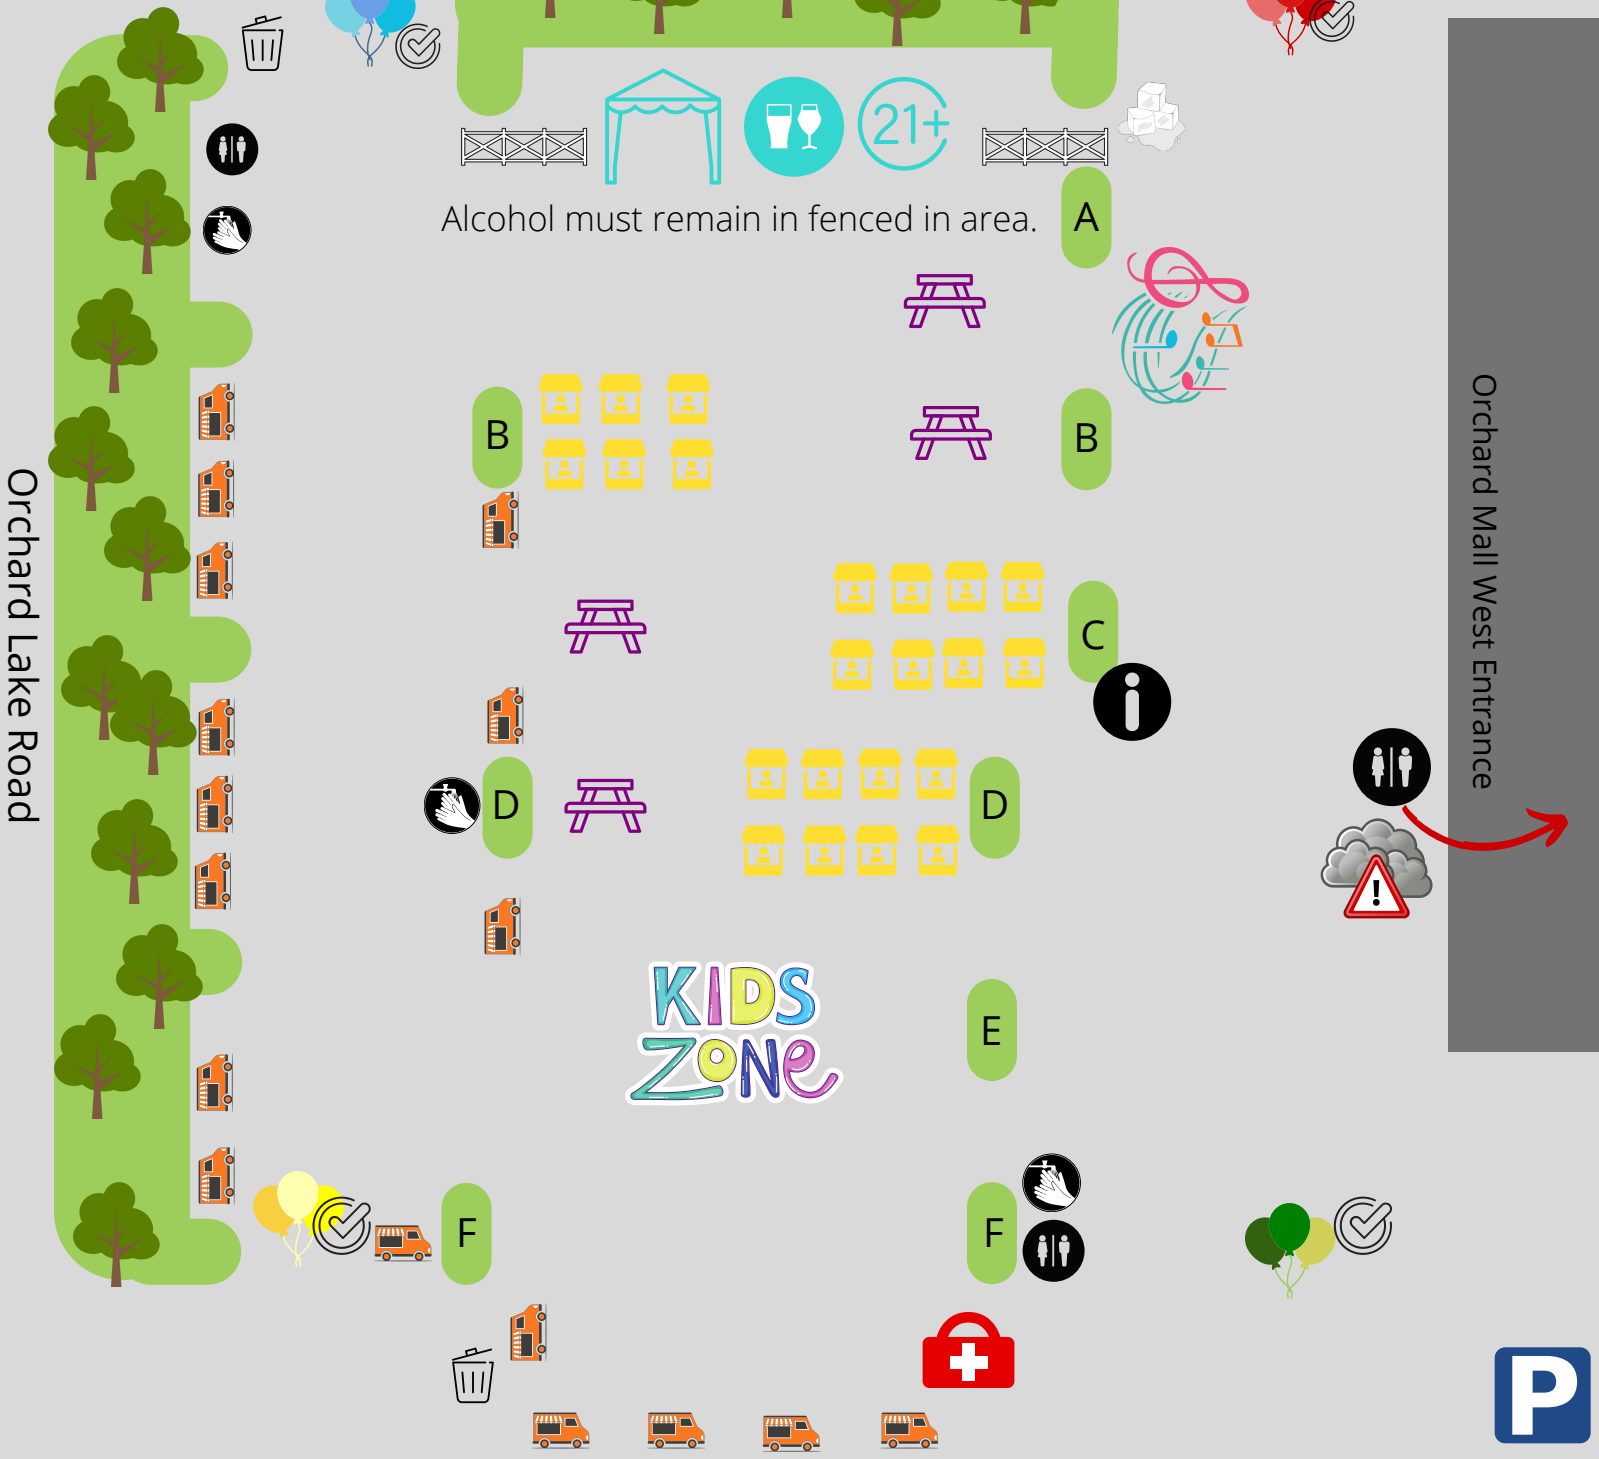 21+
Alcohol must remain in fenced in area.
A
B
B
Orchard Lake Road
Orchard Mall West Entrance
C
i
D
D
!
KIDS
ZONe
E
F
F
P